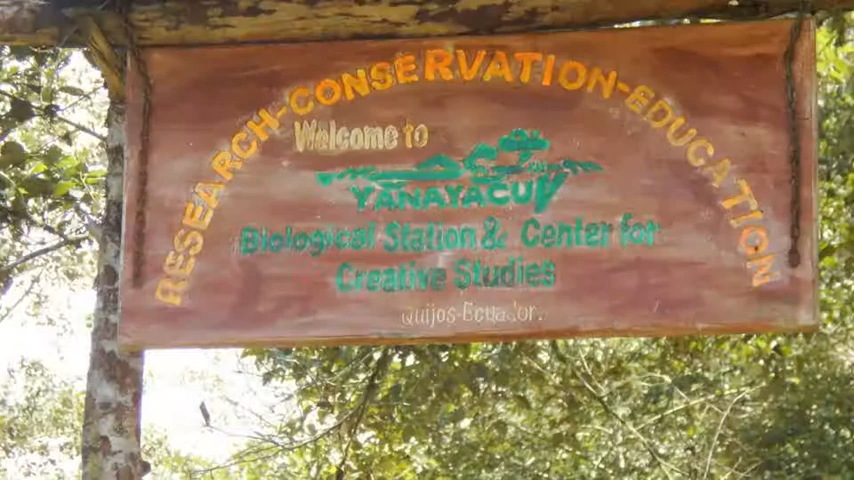 RESEARCH-CONSERVATION-EDUCATION
Welcome to
YANAYACU
Biological Station & Center for
Creative Studies
Quijos-Ecuador.